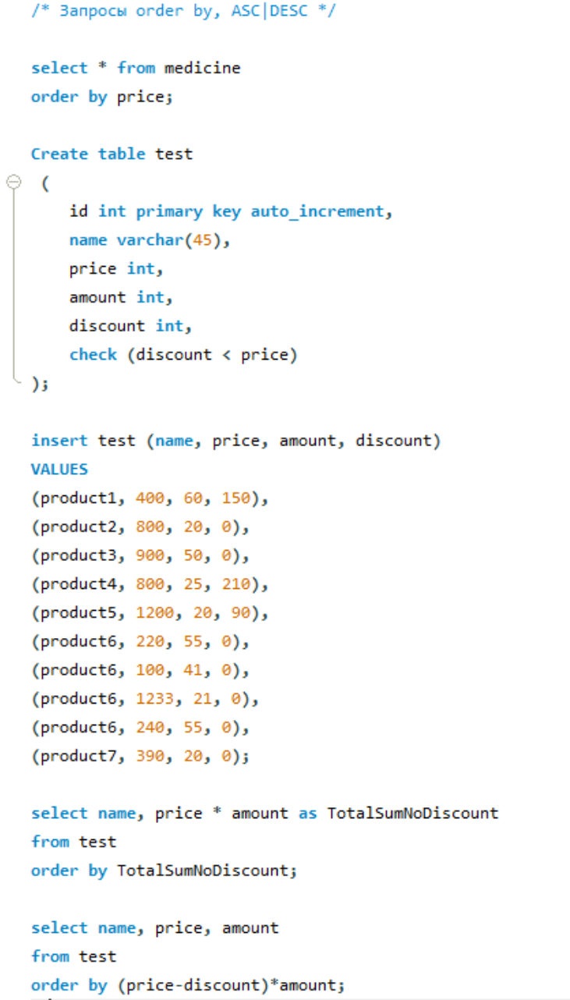 /* Запросы order by, ASC|DESC */
select * from medicine
order by price;
Create table test
(
id int primary key auto_increment,
name varchar(45),
price int,
amount int,
discount int,
check (discount < price)
);
insert test (name, price, amount, discount)
VALUES
(product1, 400, 60, 150),
(product2, 800, 20, 0),
(product3, 900, 50, 0),
(product4, 800, 25, 210),
(product5, 1200, 20, 90),
(product6, 220, 55, 0),
(product6, 100, 41, 0),
(product6, 1233, 21, 0),
(product6, 240, 55, 0),
(product7, 390, 20, 0);
select name, price * amount as TotalSumNoDiscount
from test
order by TotalSumNoDiscount;
select name, price, amount
from test
order by (price-discount)*amount;